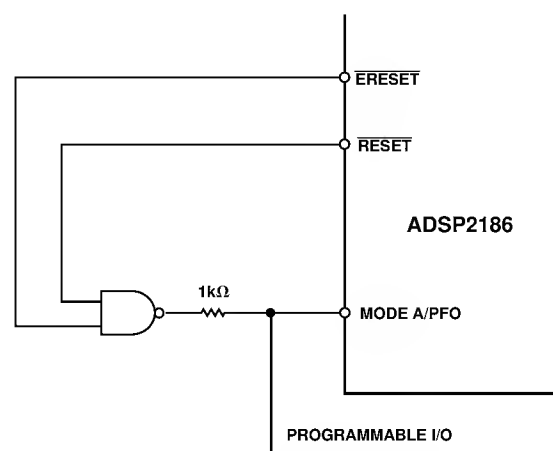 ERESET
RESET
ADSP2186
1kΩ
MODE A/PFO
PROGRAMMABLE I/O